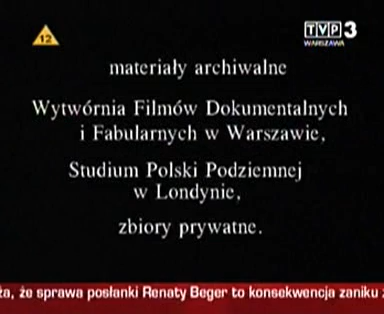 12
TVP3
WARSZAWA
materiały archiwalne
Wytwórnia Filmów Dokumentalnych
i Fabularnych w Warszawie,
Studium Polski Podziemnej
w Londynie,
zbiory prywatne.
ża, że sprawa posłanki Renaty Beger to konsekwencja zaniku